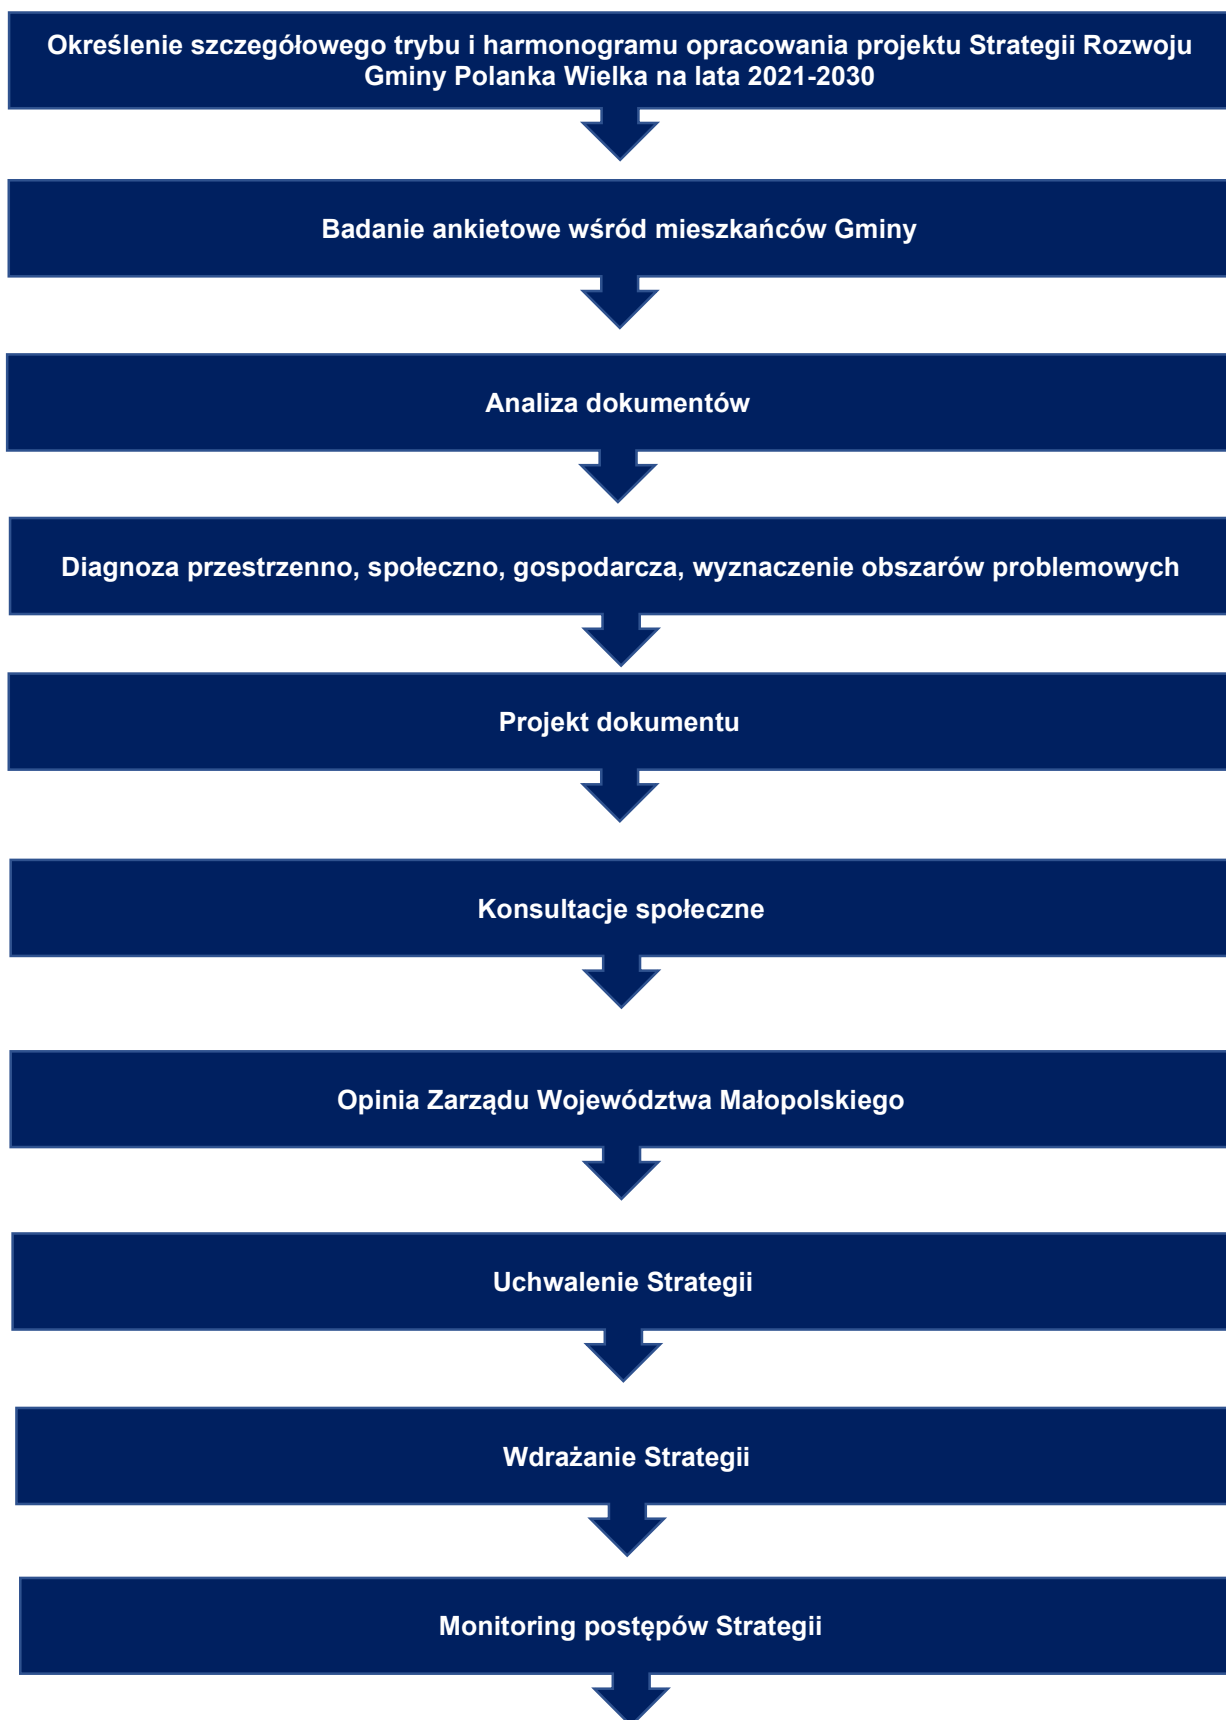 Określenie szczegółowego trybu i harmonogramu opracowania projektu Strategii Rozwoju
Gminy Polanka Wielka na lata 2021-2030
Badanie ankietowe wśród mieszkańców Gminy
Analiza dokumentów
Diagnoza przestrzenno, społeczno, gospodarcza, wyznaczenie obszarów problemowych
Projekt dokumentu
Konsultacje społeczne
Opinia Zarządu Województwa Małopolskiego
Uchwalenie Strategii
Wdrażanie Strategii
Monitoring postępów Strategii